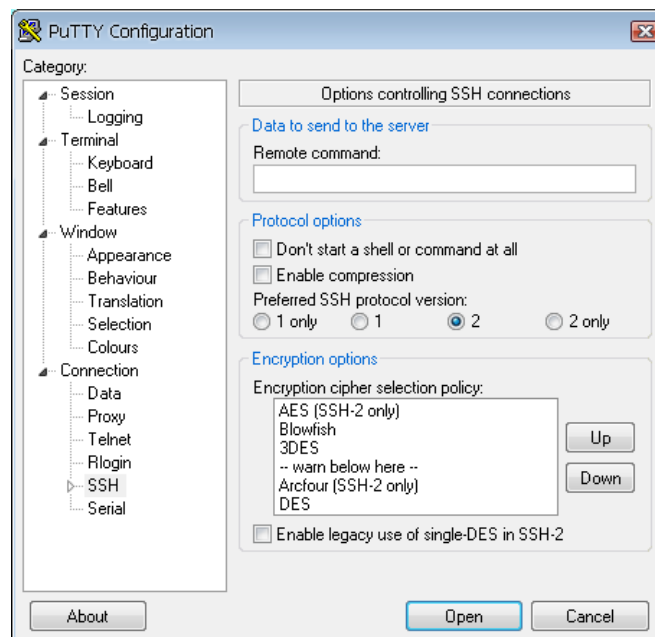 PuTTY Configuration
Category:
Session
Logging
Terminal
Keyboard
Bell
Features
Window
Appearance
Behaviour
Translation
Selection
Colours
Connection
Data
Proxy
Telnet
Rlogin
SSH
Serial
Options controlling SSH connections
Data to send to the server
Remote command:
Protocol options
Don't start a shell or command at all
Enable compression
Preferred SSH protocol version:
1 only 1 2 2 only
Encryption options
Encryption cipher selection policy:
AES (SSH-2 only)
Blowfish
3DES
-- warn below here --
Arcfour (SSH-2 only)
DES
Up
Down
Enable legacy use of single-DES in SSH-2
About Open Cancel